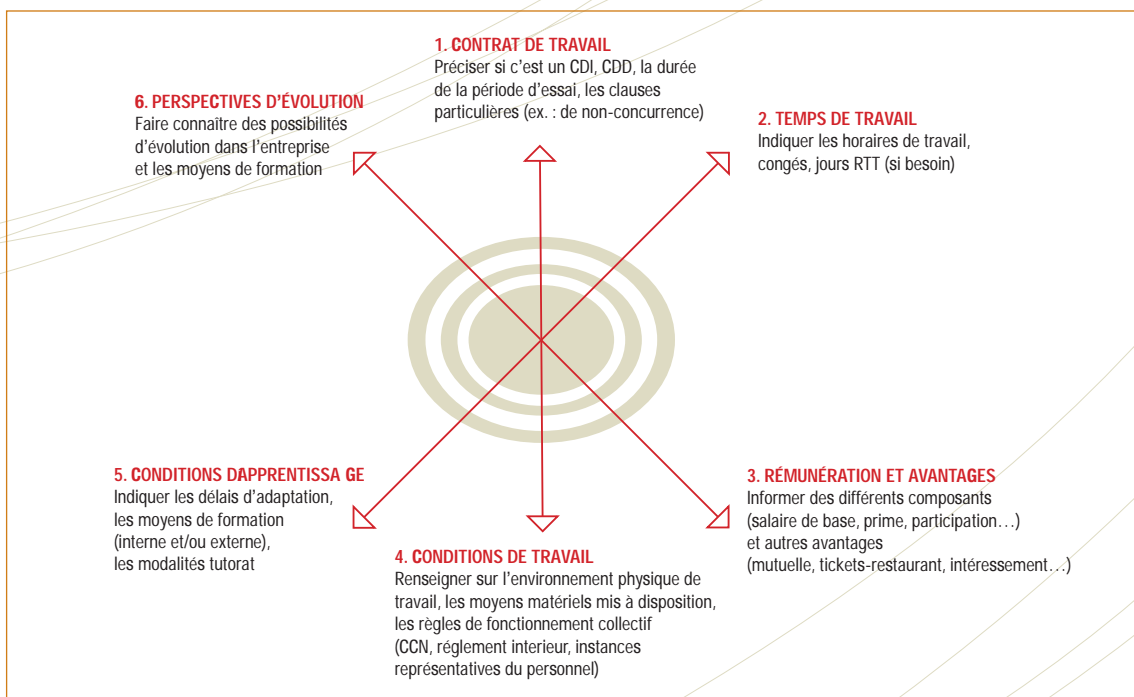 1. CONTRAT DE TRAVAIL
Préciser si c'est un CDI, CDD, la durée
de la période d'essai, les clauses
particulières (ex. : de non-concurrence)
2. TEMPS DE TRAVAIL
Indiquer les horaires de travail,
congés, jours RTT (si besoin)
3. RÉMUNÉRATION ET AVANTAGES
Informer des différents composants
(salaire de base, prime, participation…)
et autres avantages
(mutuelle, tickets-restaurant, intéressement…)
4. CONDITIONS DE TRAVAIL
Renseigner sur l'environnement physique de
travail, les moyens matériels mis à disposition,
les règles de fonctionnement collectif
(CCN, réglement interieur, instances
représentatives du personnel)
5. CONDITIONS D'APPRENTISSA GE
Indiquer les délais d'adaptation,
les moyens de formation
(interne et/ou externe),
les modalités tutorat
6. PERSPECTIVES D'ÉVOLUTION
Faire connaître des possibilités
d'évolution dans l'entreprise
et les moyens de formation